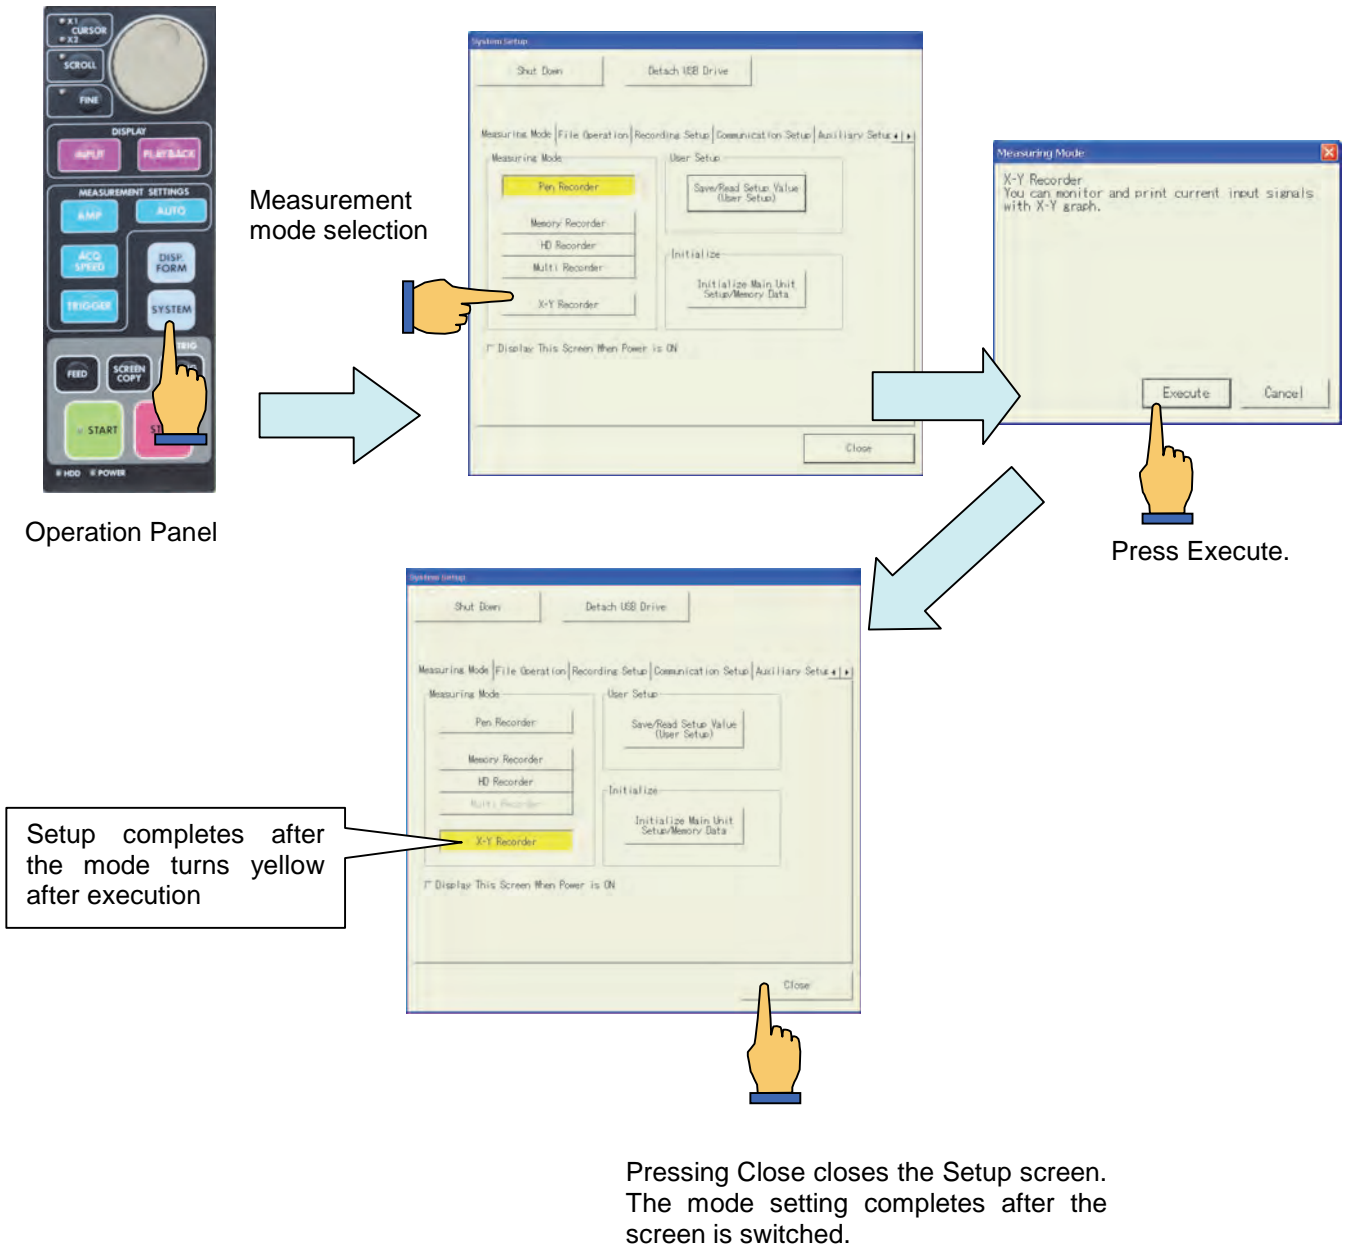 X1
CURSOR
X2
SCROLL
FINE
DISPLAY
INPUT
PLAYBACK
MEASUREMENT SETTINGS
AMP
AUTO
ACQ
SPEED
DISP.
FORM
TRIGGER
SYSTEM
TRIG
FEED
SCREEN
COPY
START
HDD
POWER
Operation Panel
Measurement
mode selection
System Setup
Shut Down
Detach USB Drive
Measuring Mode
File Operation
Recording Setup
Communication Setup
Auxiliary Setup
Measuring Mode
Pen Recorder
Memory Recorder
HD Recorder
Multi Recorder
X-Y Recorder
User Setup
Save/Read Setup Value
(User Setup)
Initialize
Initialize Main Unit
Setup/Memory Data
Display This Screen When Power is ON
Close
Measuring Mode
X-Y Recorder
You can monitor and print current input signals
with X-Y graph.
Execute
Cancel
Press Execute.
System Setup
Shut Down
Detach USB Drive
Measuring Mode
File Operation
Recording Setup
Communication Setup
Auxiliary Setup
Measuring Mode
Pen Recorder
Memory Recorder
HD Recorder
Multi Recorder
X-Y Recorder
User Setup
Save/Read Setup Value
(User Setup)
Initialize
Initialize Main Unit
Setup/Memory Data
Display This Screen When Power is ON
Close
Setup completes after
the mode turns yellow
after execution
Pressing Close closes the Setup screen.
The mode setting completes after the
screen is switched.